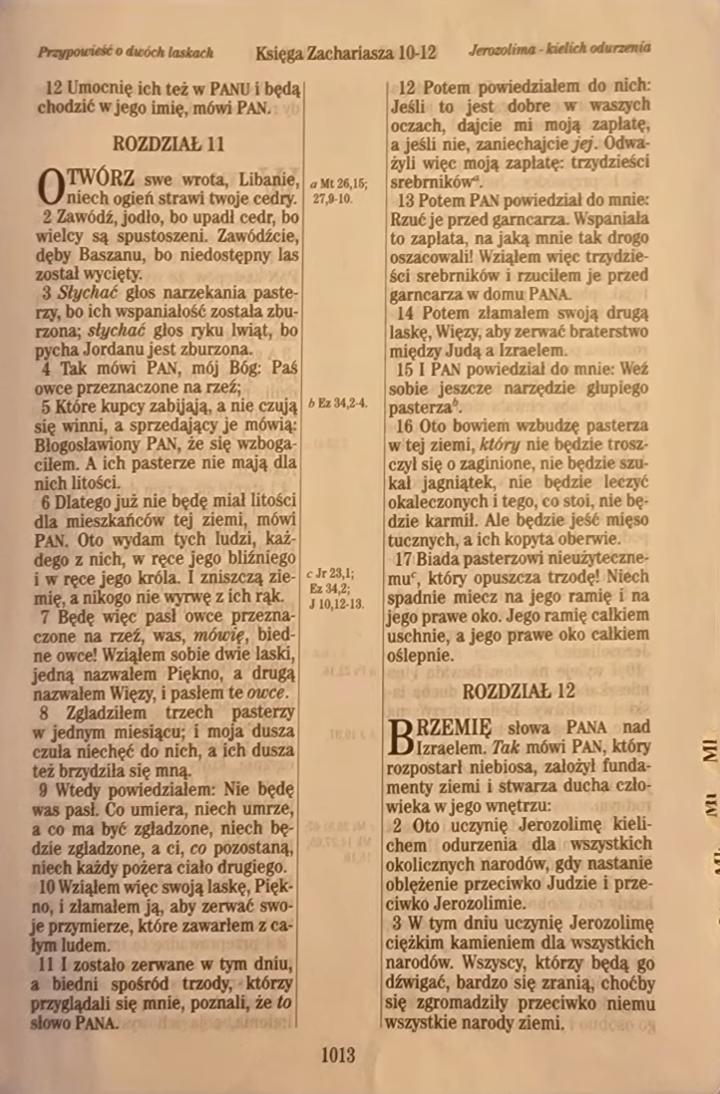 Przypowieść o dwóch laskach
Księga Zachariasza 10-12
Jerozolima - kielich odurzenia
12 Umocnię ich też w PANU i będą
chodzić w jego imię, mówi PAN.
ROZDZIAŁ 11
OTWÓRZ swe wrota, Libanie,
niech ogień strawi twoje cedry.
2 Zawódź, jodło, bo upadł cedr, bo
wielcy są spustoszeni. Zawódźcie,
dęby Baszanu, bo niedostępny las
został wycięty.
3 Słychać głos narzekania paste-
rzy, bo ich wspaniałość została zbu-
rzona; słychać głos ryku lwiąt, bo
pycha Jordanu jest zburzona.
4 Tak mówi PAN, mój Bóg: Paś
owce przeznaczone na rzeź;
5 Które kupcy zabijają, a nie czują
się winni, a sprzedający je mówią:
Błogosławiony PAN, że się wzboga-
ciłem. A ich pasterze nie mają dla
nich litości.
6 Dlatego już nie będę miał litości
dla mieszkańców tej ziemi, mówi
PAN. Oto wydam tych ludzi, każ-
dego z nich, w ręce jego bliźniego
i w ręce jego króla. I zniszczą zie-
mię, a nikogo nie wyrwę z ich rąk.
7 Będę więc pasł owce przezna-
czone na rzeź, was, mówię, bied-
ne owce! Wziąłem sobie dwie laski,
jedną nazwałem Piękno, a drugą
nazwałem Więzy, i pasłem te owce.
8 Zgładziłem trzech pasterzy
w jednym miesiącu; i moja dusza
czuła niechęć do nich, a ich dusza
też brzydziła się mną.
9 Wtedy powiedziałem: Nie będę
was pasł. Co umiera, niech umrze,
a co ma być zgładzone, niech bę-
dzie zgładzone, a ci, co pozostaną,
niech każdy pożera ciało drugiego.
10 Wziąłem więc swoją laskę, Pięk-
no, i złamałem ją, aby zerwać swo-
je przymierze, które zawarłem z ca-
łym ludem.
11 I zostało zerwane w tym dniu,
a biedni spośród trzody, którzy
przyglądali się mnie, poznali, że to
słowo PANA.
a Mt 26,15;
27,9-10.
b Ez 34,2-4.
c Jr 23,1;
Ez 34,2;
J 10,12-13.
12 Potem powiedziałem do nich:
Jeśli to jest dobre w waszych
oczach, dajcie mi moją zapłatę,
a jeśli nie, zaniechajcie jej. Odwa-
żyli więc moją zapłatę: trzydzieści
srebrnikówª.
13 Potem PAN powiedział do mnie:
Rzuć je przed garncarza. Wspaniała
to zapłata, na jaką mnie tak drogo
oszacowali! Wziąłem więc trzydzie-
ści srebrników i rzuciłem je przed
garncarza w domu PANA.
14 Potem złamałem swoją drugą
laskę, Więzy, aby zerwać braterstwo
między Judą a Izraelem.
15 I PAN powiedział do mnie: Weź
sobie jeszcze narzędzie głupiego
pasterzaᵇ.
16 Oto bowiem wzbudzę pasterza
w tej ziemi, który nie będzie trosz-
czył się o zaginione, nie będzie szu-
kał jagniątek, nie będzie leczyć
okaleczonych i tego, co stoi, nie bę-
dzie karmił. Ale będzie jeść mięso
tucznych, a ich kopyta oberwie.
17 Biada pasterzowi nieużyteczne-
muᶜ, który opuszcza trzodę! Niech
spadnie miecz na jego ramię i na
jego prawe oko. Jego ramię całkiem
uschnie, a jego prawe oko całkiem
oślepnie.
ROZDZIAŁ 12
BRZEMIĘ słowa PANA nad
Izraelem. Tak mówi PAN, który
rozpostarł niebiosa, założył funda-
menty ziemi i stwarza ducha czło-
wieka w jego wnętrzu:
2 Oto uczynię Jerozolimę kieli-
chem odurzenia dla wszystkich
okolicznych narodów, gdy nastanie
oblężenie przeciwko Judzie i prze-
ciwko Jerozolimie.
3 W tym dniu uczynię Jerozolimę
ciężkim kamieniem dla wszystkich
narodów. Wszyscy, którzy będą go
dźwigać, bardzo się zranią, choćby
się zgromadziły przeciwko niemu
wszystkie narody ziemi.
1013
Ml